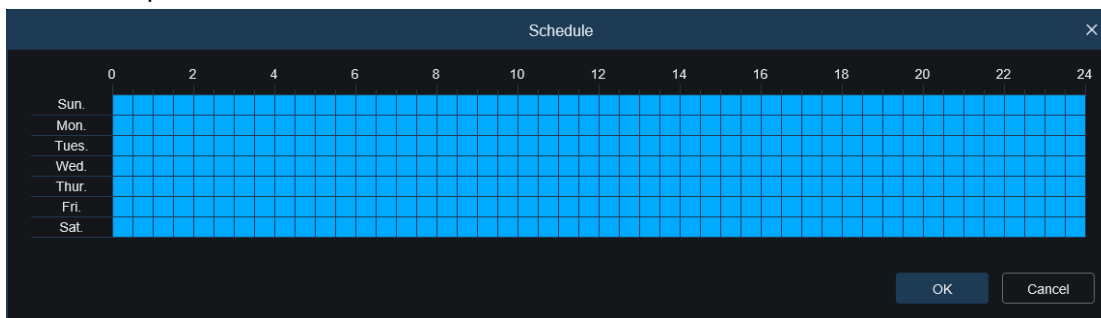 Schedule
0 2 4 6 8 10 12 14 16 18 20 22 24
Sun.
Mon.
Tues.
Wed.
Thur.
Fri.
Sat.
OK Cancel